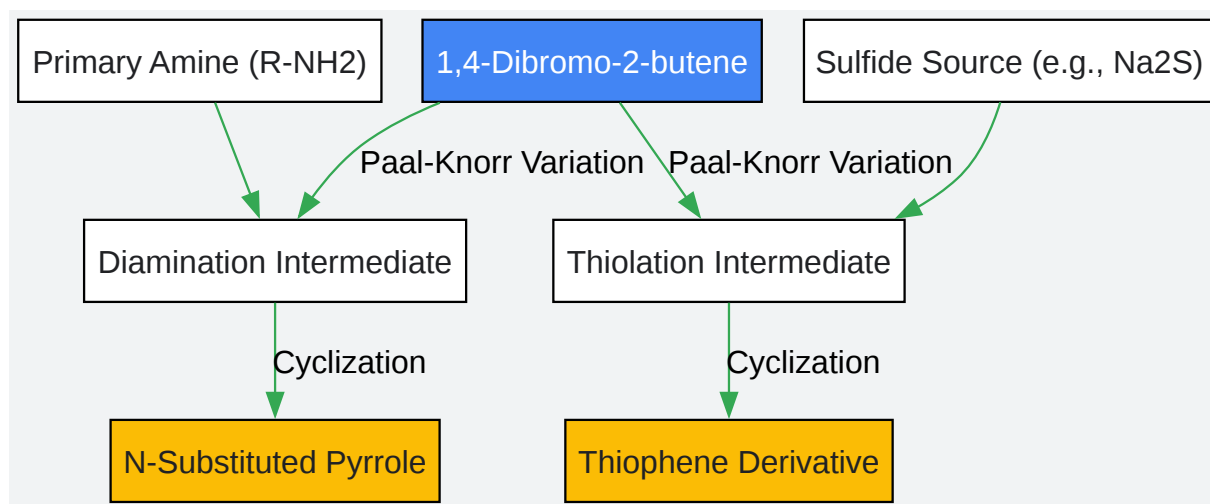 Primary Amine (R-NH2)
1,4-Dibromo-2-butene
Sulfide Source (e.g., Na2S)
Paal-Knorr Variation
Paal-Knorr Variation
Diamination Intermediate
Thiolation Intermediate
Cyclization
Cyclization
N-Substituted Pyrrole
Thiophene Derivative